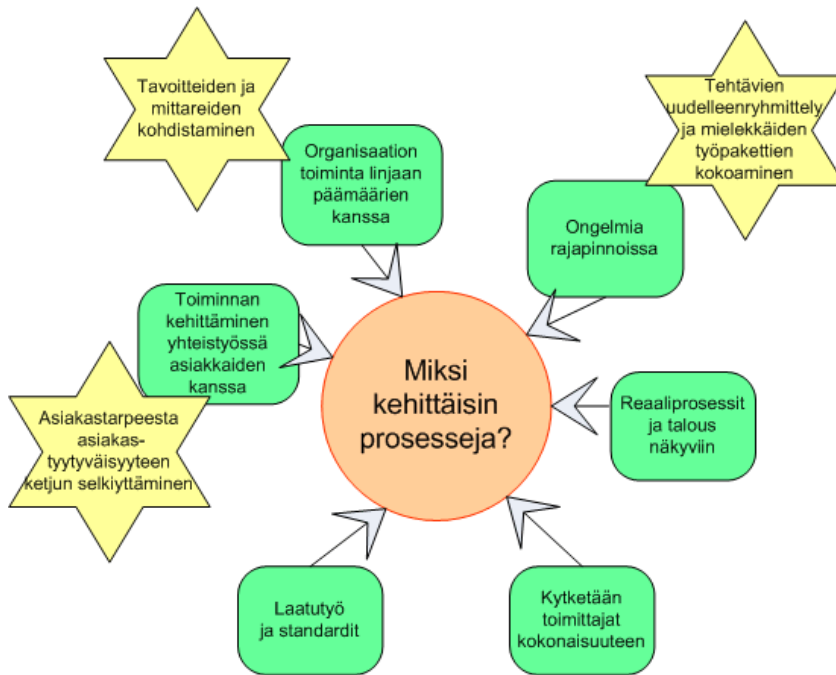 Tavoitteiden ja
mittareiden
kohdistaminen
Tehtävien
uudelleenryhmittely
ja mielekkäiden
työpakettien
kokoaminen
Organisaation
toiminta linjaan
päämäärien
kanssa
Ongelmia
rajapinnoissa
Toiminnan
kehittäminen
yhteistyössä
asiakkaiden
kanssa
Miksi
kehittäisin
prosesseja?
Reaaliprosessit
ja talous
näkyviin
Asiakastarpeesta
asiakas-
tyytyväisyyteen
ketjun selkiyttäminen
Laatutyö
ja standardit
Kytketään
toimittajat
kokonaisuuteen